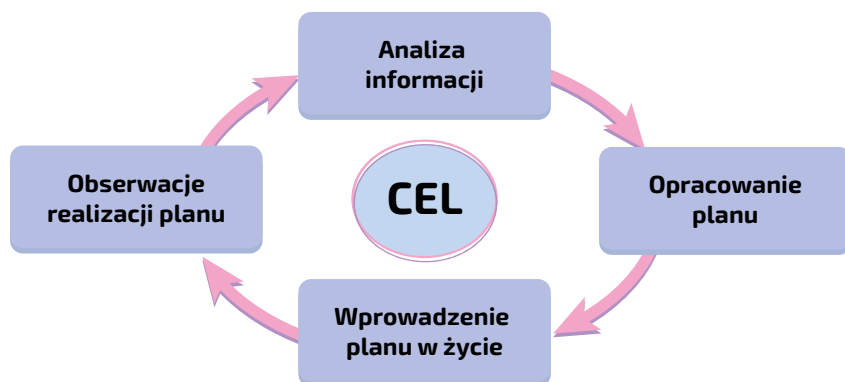 Analiza
informacji
Obserwacje
realizacji planu
CEL
Opracowanie
planu
Wprowadzenie
planu w życie